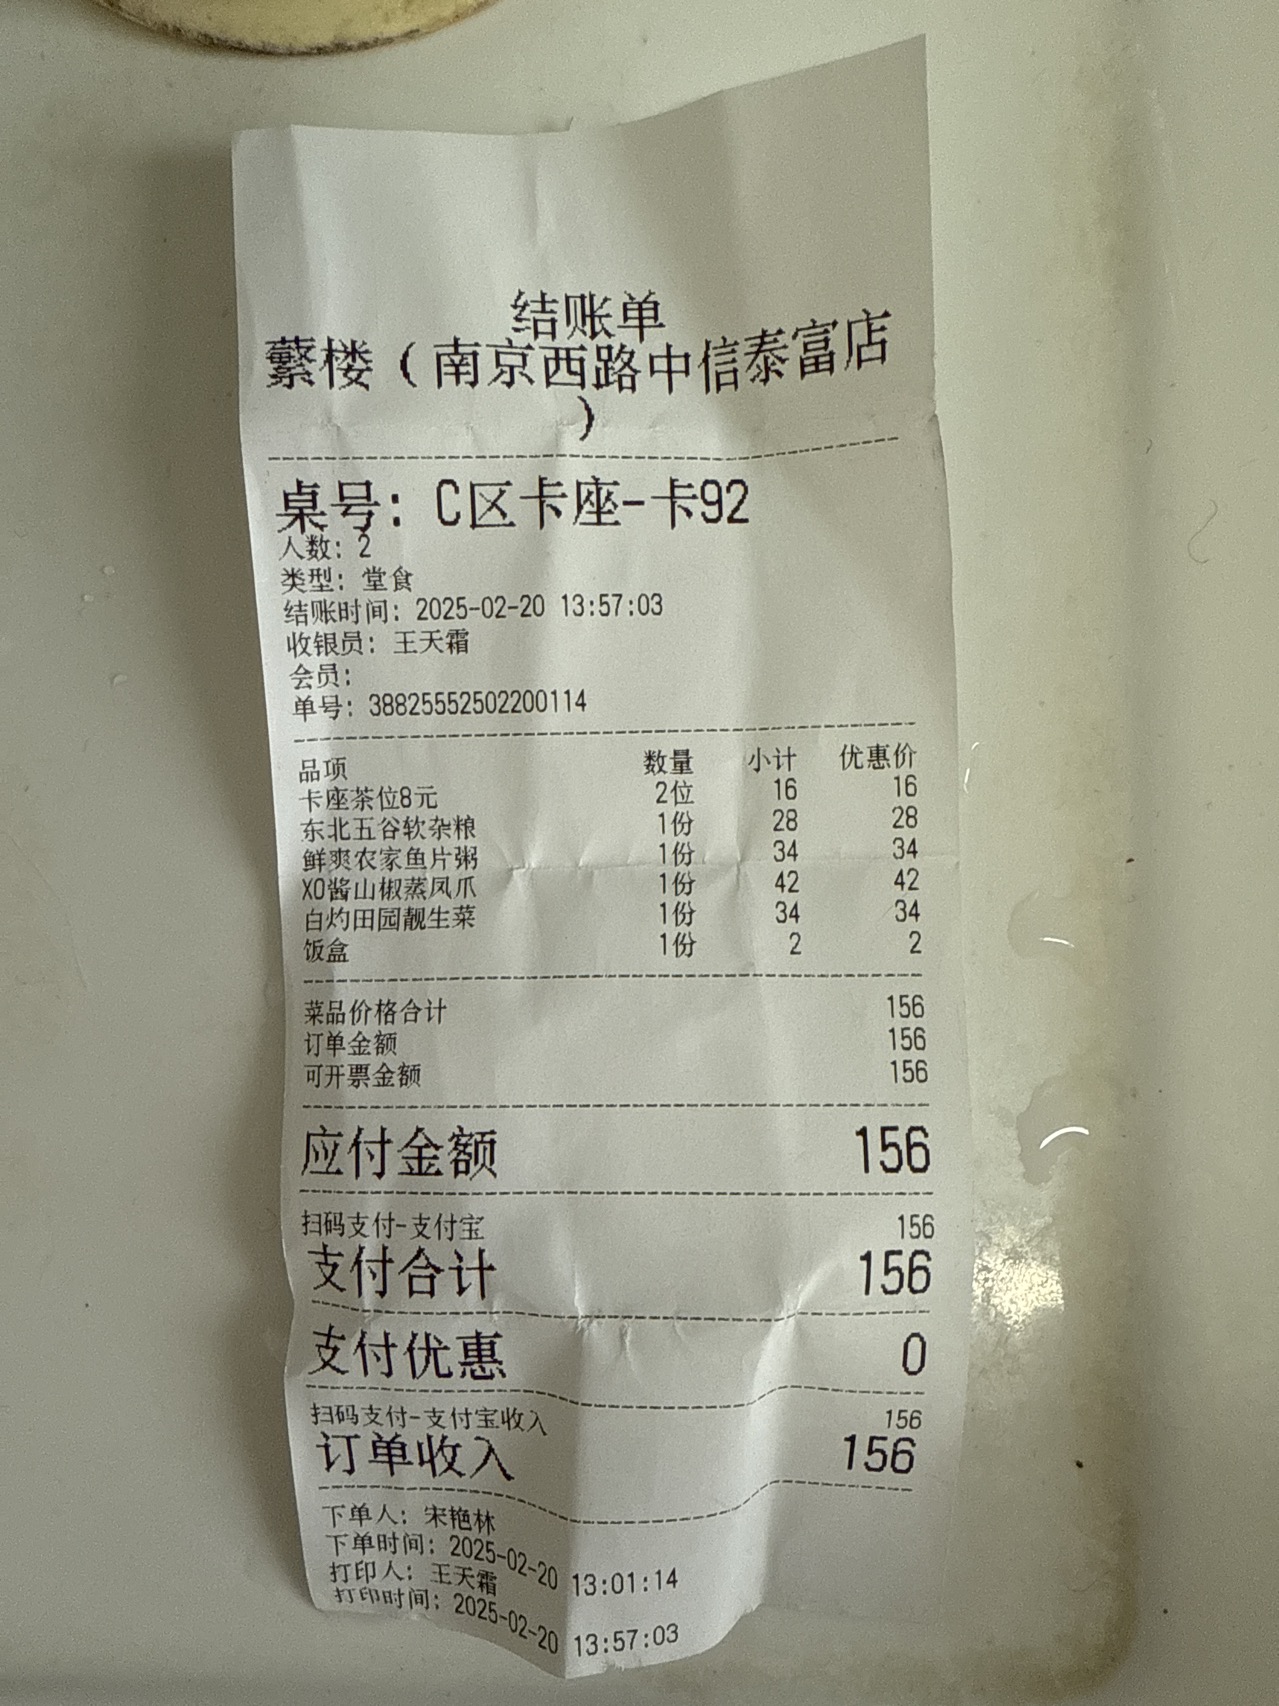 结账单
蘩楼（南京西路中信泰富店
）
桌号：C区卡座-卡92
人数：2
类型：堂食
结账时间：2025-02-20 13:57:03
收银员：王天霜
会员：
单号：38825552502200114
品项 数量 小计 优惠价
卡座茶位8元 2位 16 16
东北五谷软杂粮 1份 28 28
鲜爽农家鱼片粥 1份 34 34
XO酱山椒蒸凤爪 1份 42 42
白灼田园靓生菜 1份 34 34
饭盒 1份 2 2
菜品价格合计 156
订单金额 156
可开票金额 156
应付金额 156
扫码支付-支付宝 156
支付合计 156
支付优惠 0
扫码支付-支付宝收入 156
订单收入 156
下单人：宋艳林
下单时间：2025-02-20 13:01:14
打印人：王天霜
打印时间：2025-02-20 13:57:03